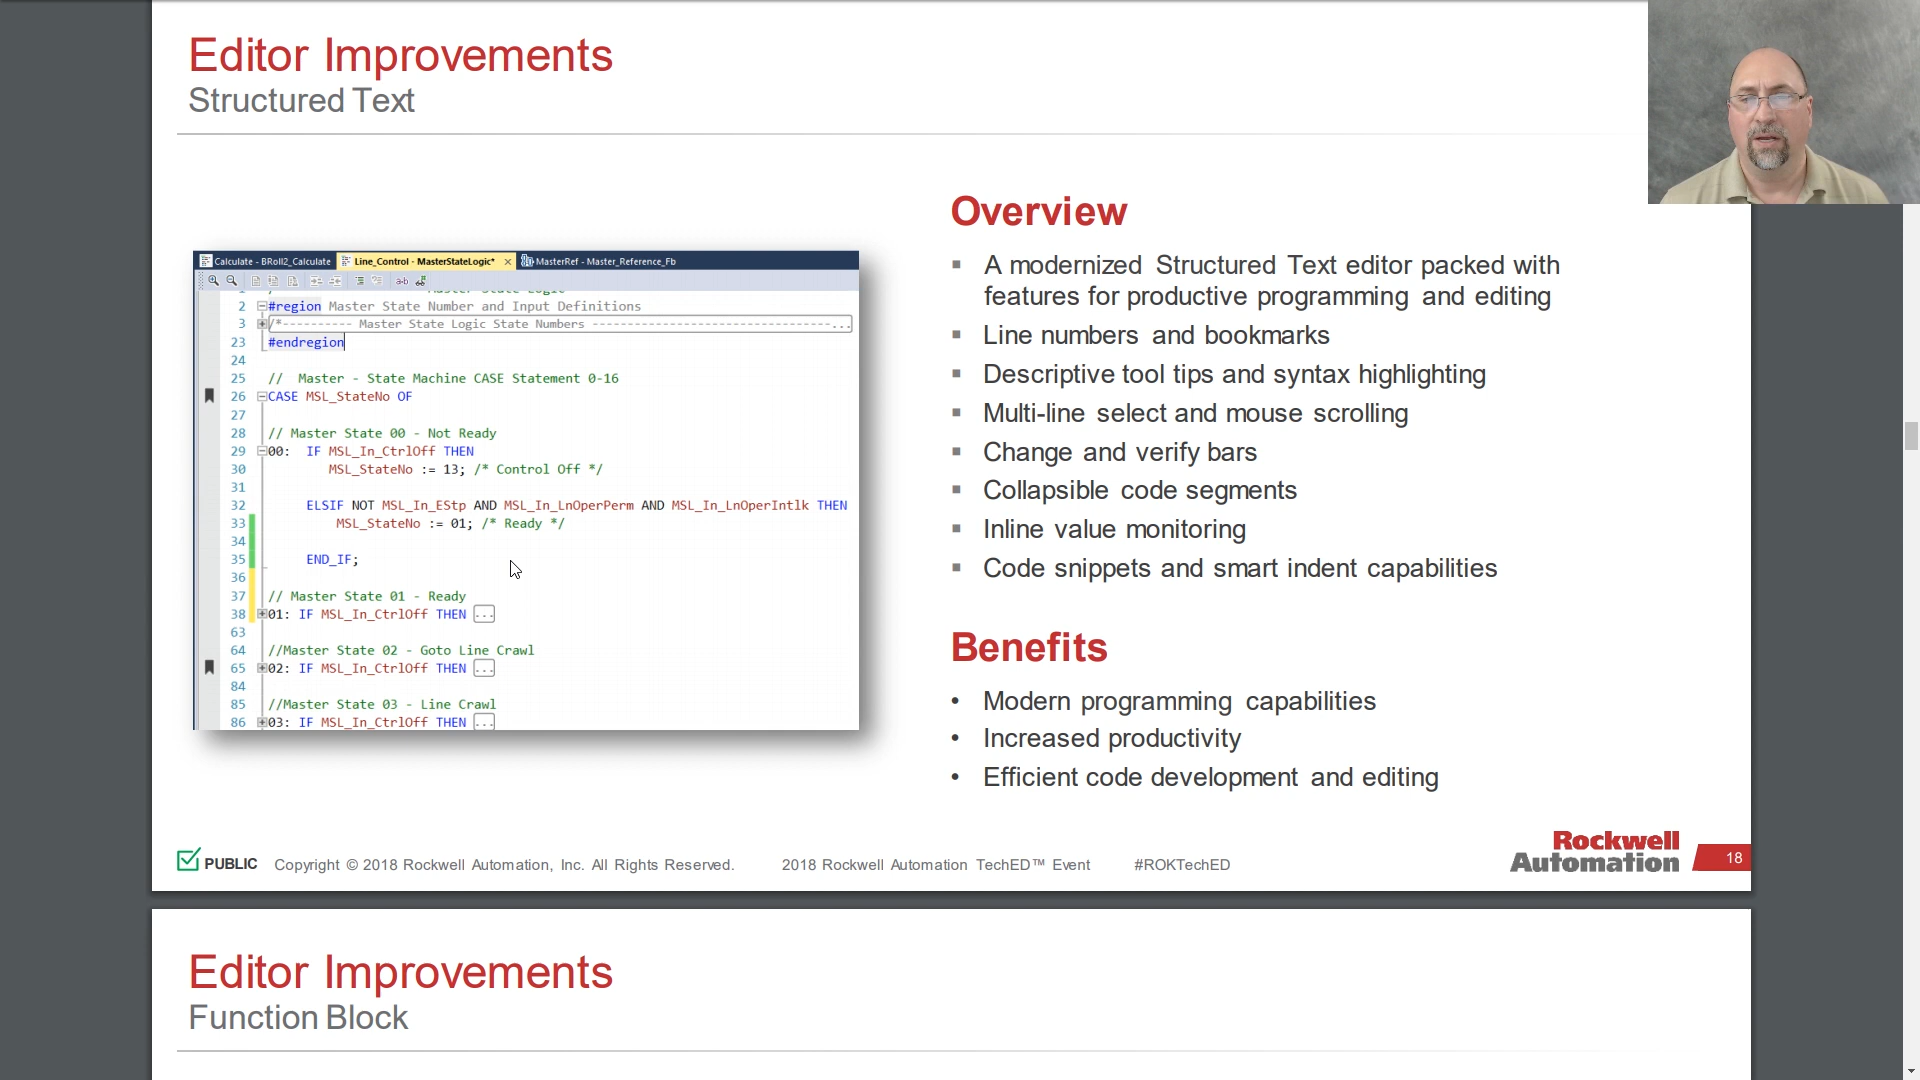 Editor Improvements
Structured Text
Calculate - BRoll2_Calculate
Line_Control - MasterStateLogic*
MasterRef - Master_Reference_Fb
2 #region Master State Number and Input Definitions
3 /*---------- Master State Logic State Numbers -------------------------------...
23 #endregion
24
25 // Master - State Machine CASE Statement 0-16
26 CASE MSL_StateNo OF
27
28 // Master State 00 - Not Ready
29 00: IF MSL_In_CtrlOff THEN
30 MSL_StateNo := 13; /* Control Off */
31
32 ELSIF NOT MSL_In_EStp AND MSL_In_LnOperPerm AND MSL_In_LnOperIntlk THEN
33 MSL_StateNo := 01; /* Ready */
34
35 END_IF;
36
37 // Master State 01 - Ready
38 01: IF MSL_In_CtrlOff THEN ...
63
64 //Master State 02 - Goto Line Crawl
65 02: IF MSL_In_CtrlOff THEN ...
84
85 //Master State 03 - Line Crawl
86 03: IF MSL_In_CtrlOff THEN ...
Overview
A modernized Structured Text editor packed with
features for productive programming and editing
Line numbers and bookmarks
Descriptive tool tips and syntax highlighting
Multi-line select and mouse scrolling
Change and verify bars
Collapsible code segments
Inline value monitoring
Code snippets and smart indent capabilities
Benefits
• Modern programming capabilities
• Increased productivity
• Efficient code development and editing
PUBLIC Copyright © 2018 Rockwell Automation, Inc. All Rights Reserved. 2018 Rockwell Automation TechED™ Event #ROKTechED
Rockwell
Automation
18
Editor Improvements
Function Block